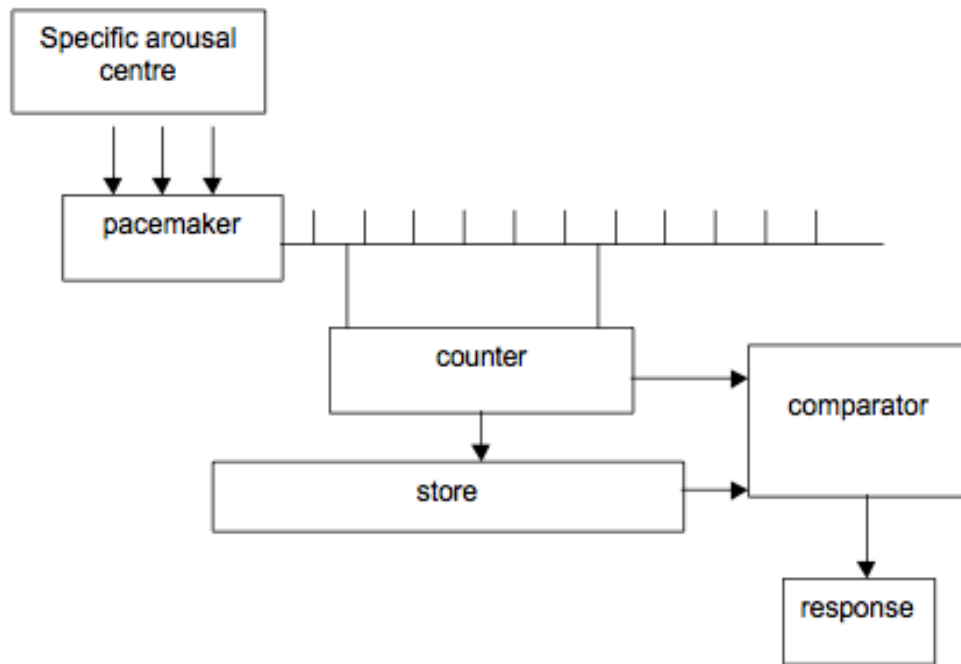 Specific arousal
centre
pacemaker
counter
comparator
store
response